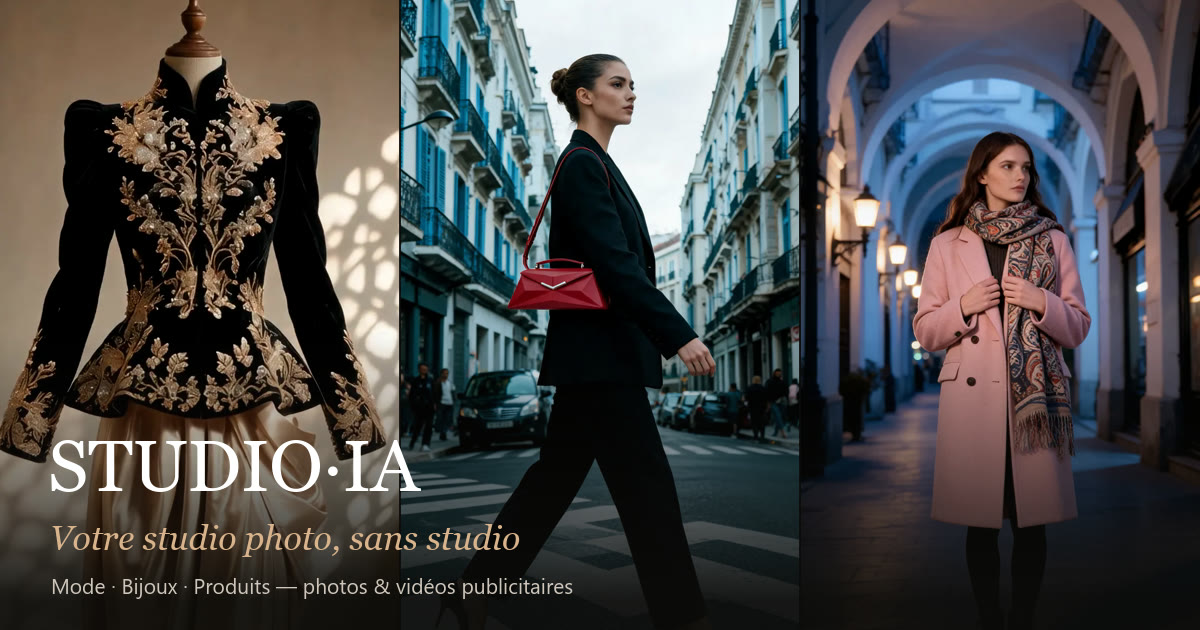 STUDIO·IA
Votre studio photo, sans studio
Mode · Bijoux · Produits — photos & vidéos publicitaires